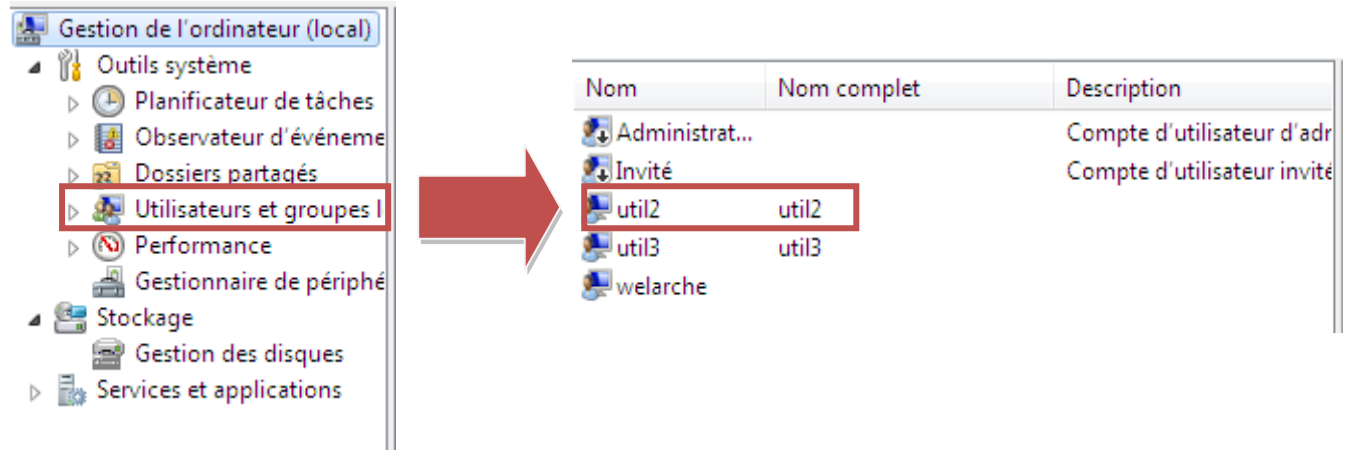 Gestion de l'ordinateur (local)
Outils système
Planificateur de tâches
Observateur d'événeme
Dossiers partagés
Utilisateurs et groupes l
Performance
Gestionnaire de périphé
Stockage
Gestion des disques
Services et applications
Nom Nom complet Description
Administrat... Compte d'utilisateur d'adr
Invité Compte d'utilisateur invité
util2 util2
util3 util3
welarche